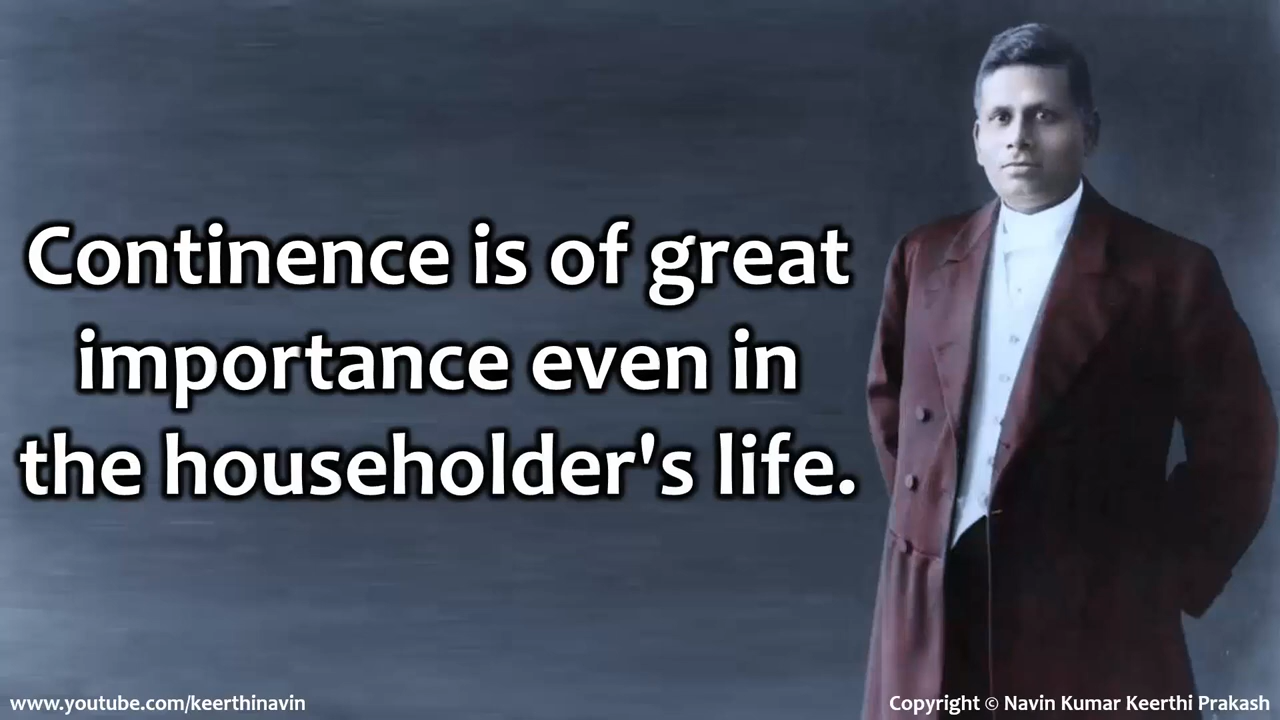 Continence is of great
importance even in
the householder's life.
www.youtube.com/keerthinavin
Copyright © Navin Kumar Keerthi Prakash